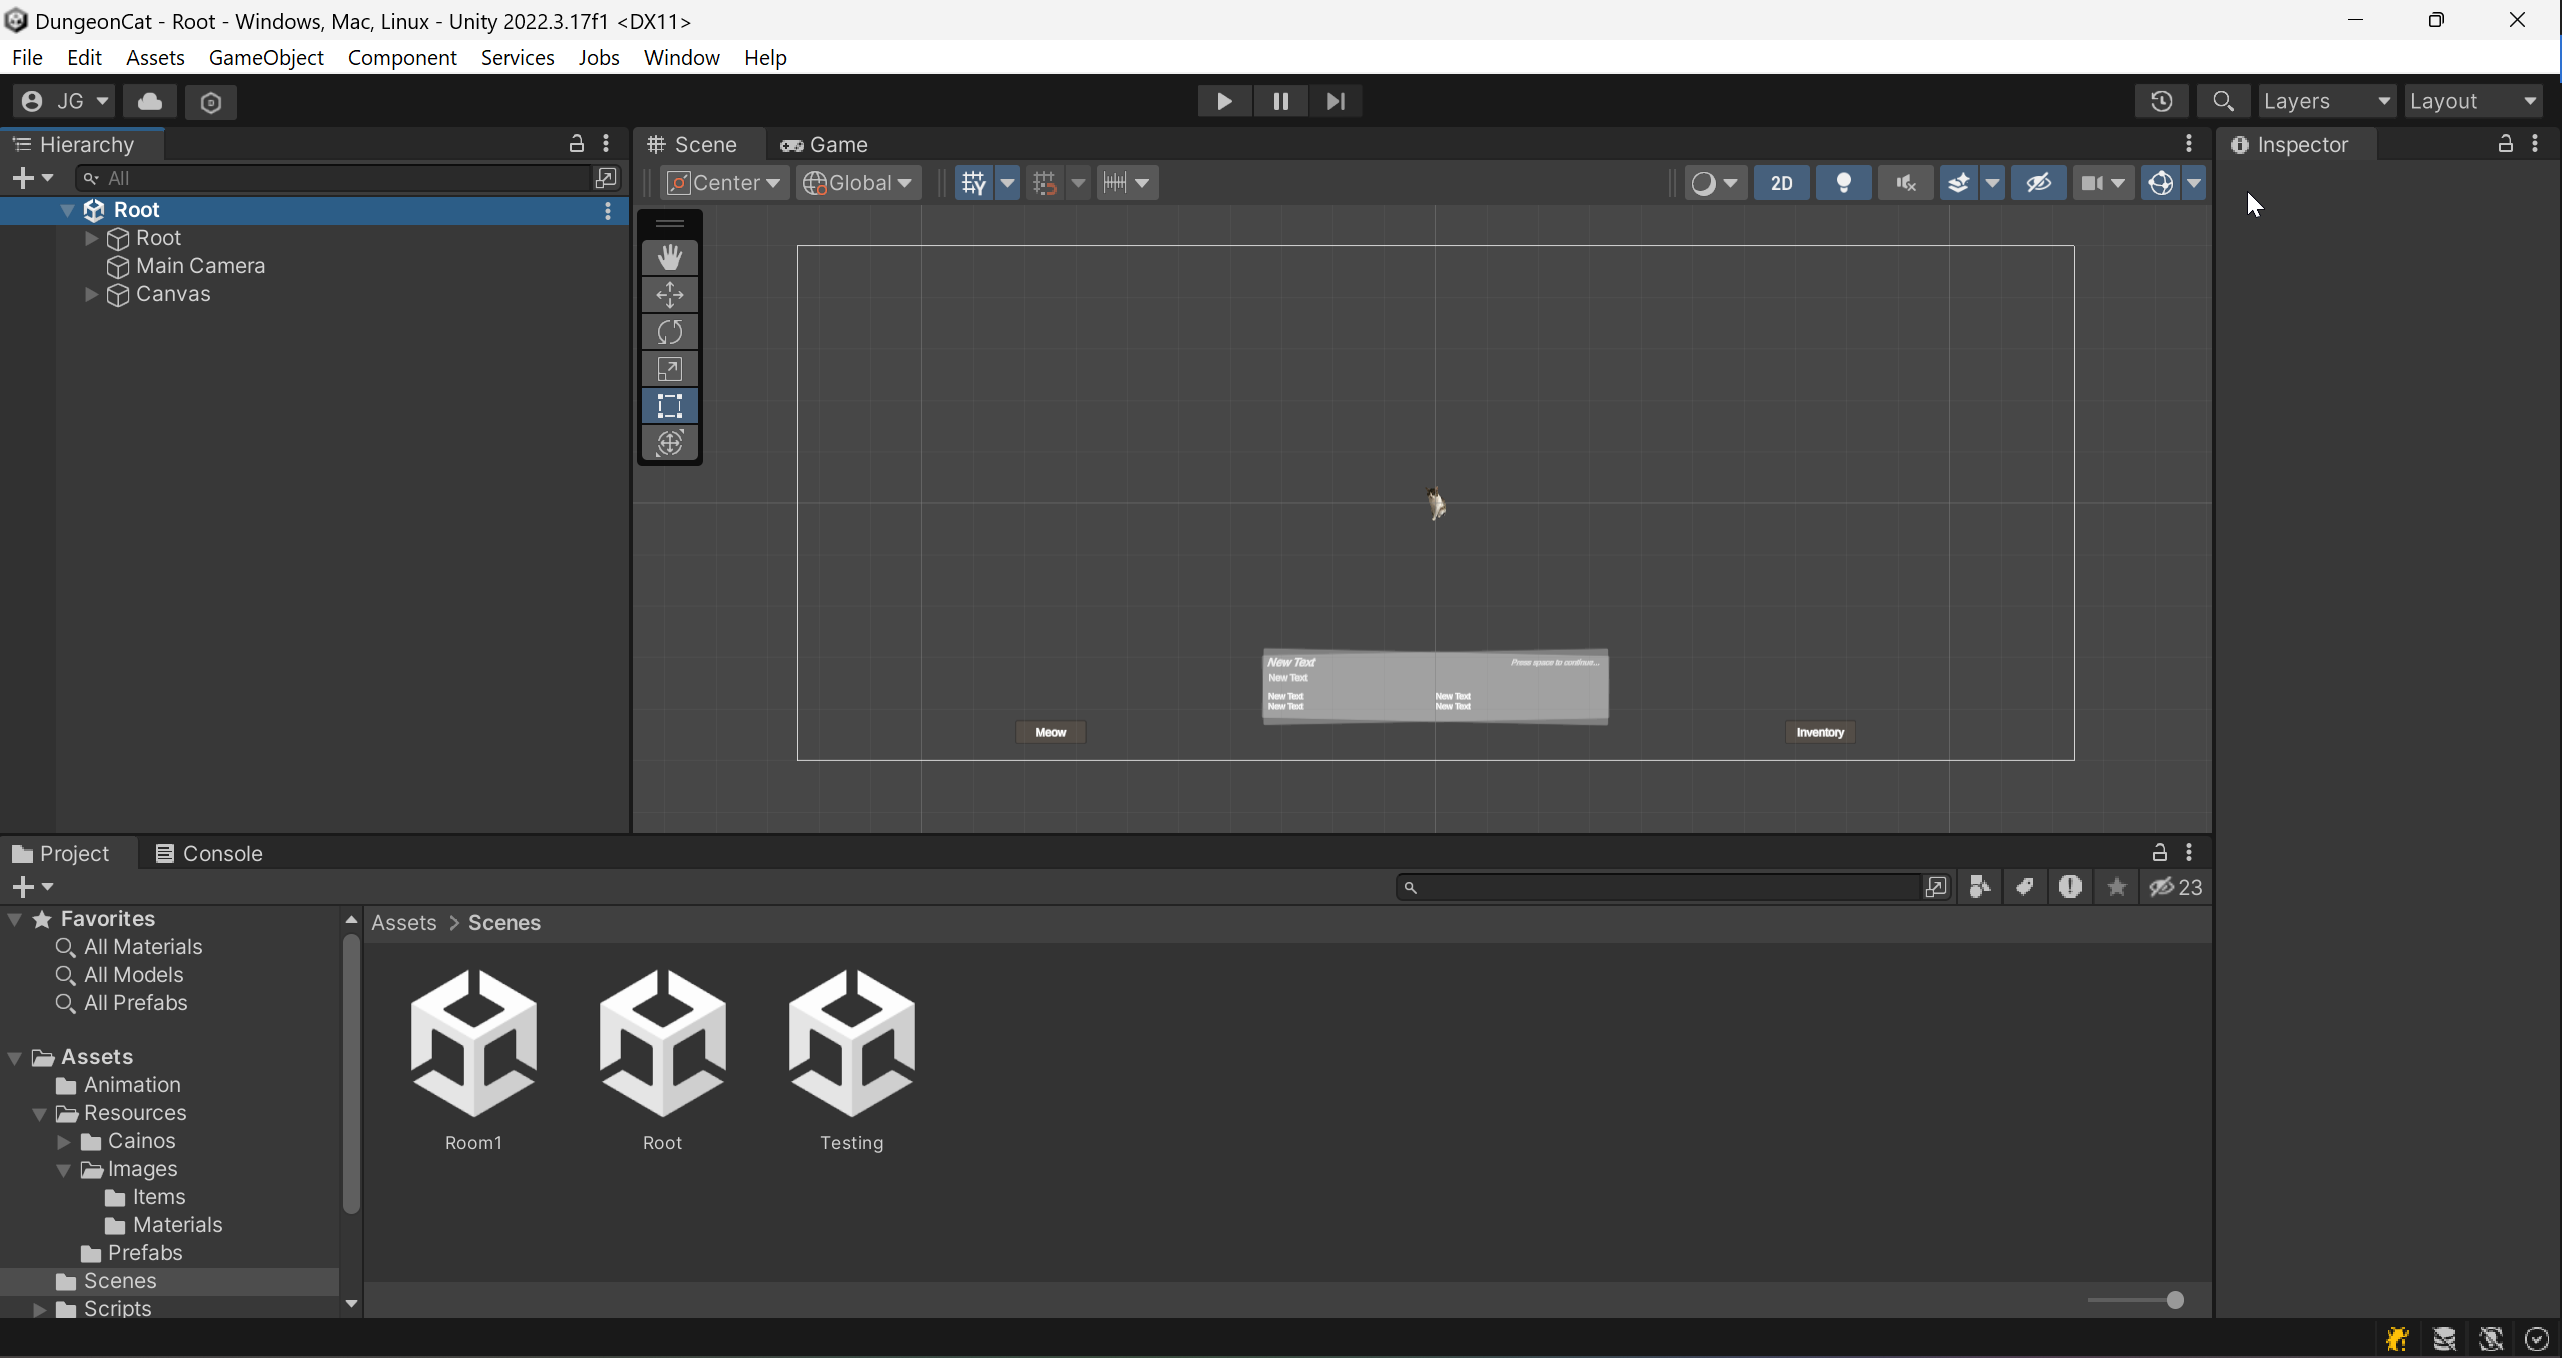 DungeonCat - Root - Windows, Mac, Linux - Unity 2022.3.17f1 <DX11>
File Edit Assets GameObject Component Services Jobs Window Help
JG Layers Layout
Hierarchy
All
Root
Root
Main Camera
Canvas
Scene Game
Center Global 2D
New Text Press space to continue...
New Text
New Text New Text
New Text New Text
Meow Inventory
Inspector
Project Console
23
Favorites
All Materials
All Models
All Prefabs
Assets
Animation
Resources
Cainos
Images
Items
Materials
Prefabs
Scenes
Scripts
Assets > Scenes
Room1 Root Testing